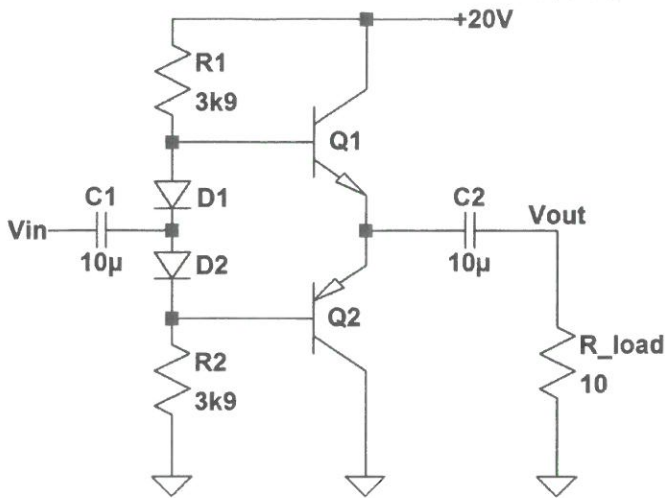 +20V
R1
3k9
Q1
C1
D1
C2
Vin
Vout
10µ
D2
10µ
Q2
R2
3k9
R_load
10